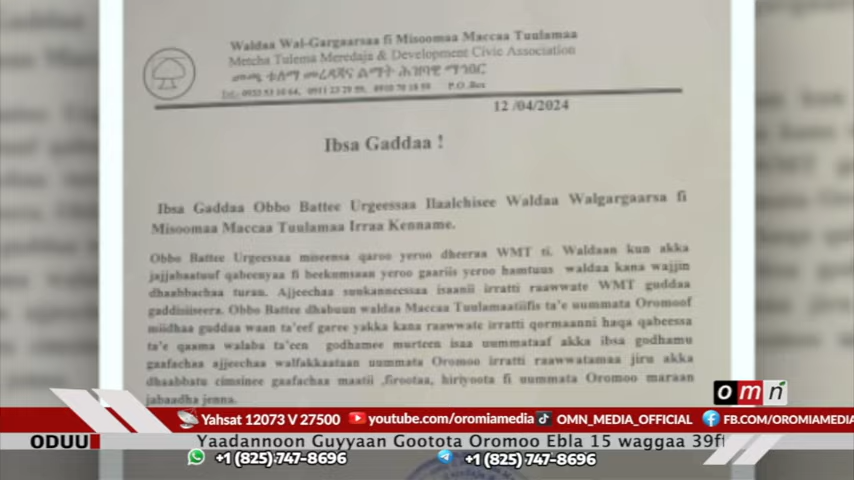 Waldaa Wal-Gargaarsaa fi Misoomaa Maccaa Tuulamaa
Metcha Tulema Meredaja & Development Civic Association
መጫ ቱለማ መረዳጃና ልማት ሕዝባዊ ማኅበር
P.O.Box
12 /04/2024
Ibsa Gaddaa !
Ibsa Gaddaa Obbo Battee Urgeessaa Ilaalchisee Waldaa Walgargaarsa fi
Misoomaa Maccaa Tuulamaa Irraa Kenname.
Obbo Battee Urgeessaa miseensa qaroo yeroo dheeraa WMT ti. Waldaan kun akka
jajjabaatuuf qabeenyaa fi beekumsaan yeroo gaariis yeroo hamtuus waldaa kana wajjin
dhaabbachaa turan. Ajjeechaa suukanneessaa isaanii irratti raawwate WMT guddaa
gaddisiiseera. Obbo Battee dhabuun waldaa Maccaa Tuulamaatiifis ta'e uummata Oromoof
miidhaa guddaa waan ta'eef garee yakka kana raawwate irratti qormaanni haqa qabeessa
ta'e qaama walaba ta'een godhamee murteen isaa uummataaf akka ibsa godhamu
gaafachaa ajjeechaa walfakkaataan uummata Oromoo irratti raawwatamaa jiru akka
dhaabbatu cimsinee gaafachaa maatii ,firootaa, hiriyoota fi uummata Oromoo maraan
jabaadha jenna.
omn
Yahsat 12073 V 27500 youtube.com/oromiamedia OMN_MEDIA_OFFICIAL FB.COM/OROMIAMEDIA
ODUU Yaadannoon Guyyaan Gootota Oromoo Ebla 15 waggaa 39ff
+1 (825) 747-8696 +1 (825) 747-8696